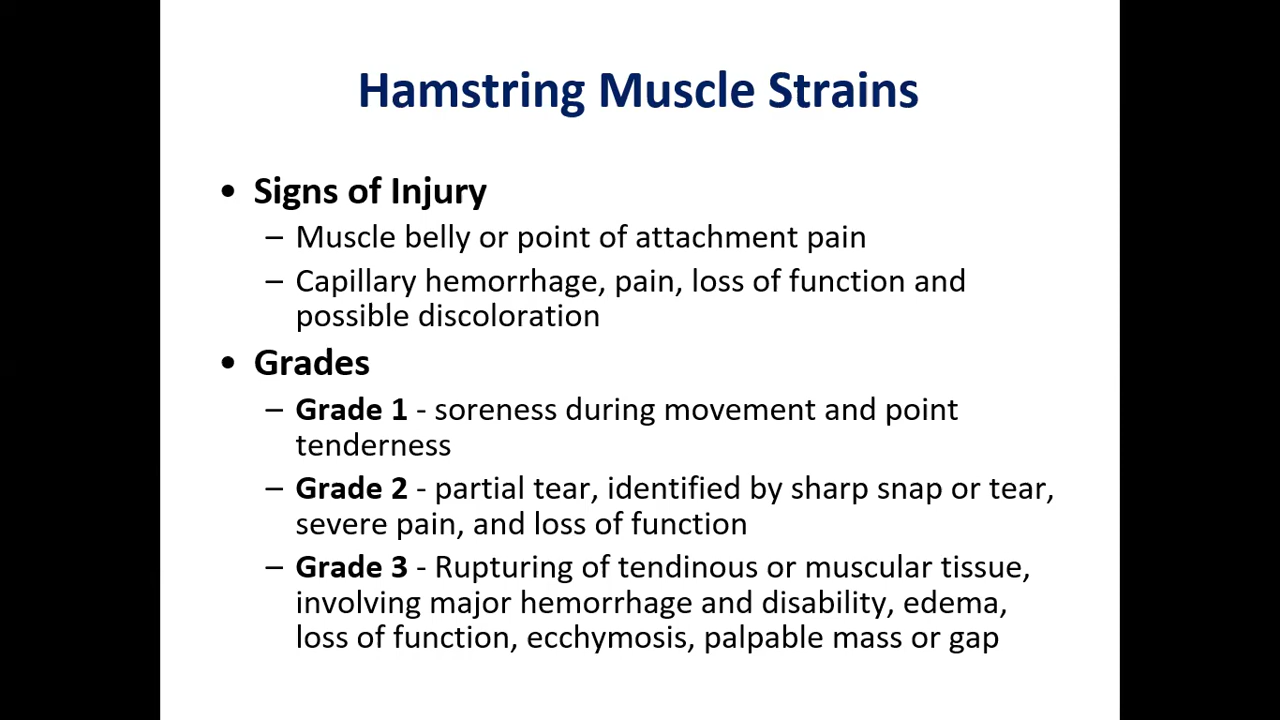 Hamstring Muscle Strains
• Signs of Injury
– Muscle belly or point of attachment pain
– Capillary hemorrhage, pain, loss of function and
possible discoloration
• Grades
– Grade 1 - soreness during movement and point
tenderness
– Grade 2 - partial tear, identified by sharp snap or tear,
severe pain, and loss of function
– Grade 3 - Rupturing of tendinous or muscular tissue,
involving major hemorrhage and disability, edema,
loss of function, ecchymosis, palpable mass or gap